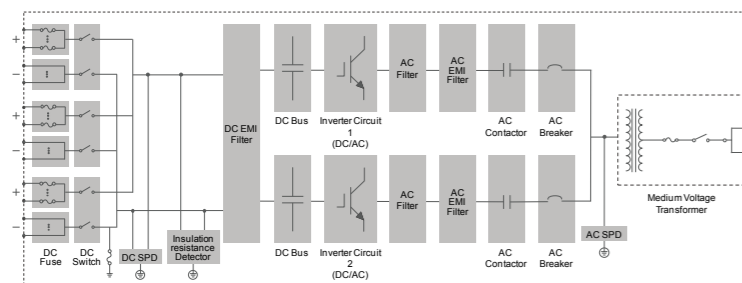 +
−
+
−
+
−
DC
Fuse
DC
Switch
DC SPD
Insulation
resistance
Detector
DC EMI
Filter
DC Bus
Inverter Circuit
1
(DC/AC)
AC
Filter
AC
EMI
Filter
AC
Contactor
AC
Breaker
DC Bus
Inverter Circuit
2
(DC/AC)
AC
Filter
AC
EMI
Filter
AC
Contactor
AC
Breaker
AC SPD
Medium Voltage
Transformer